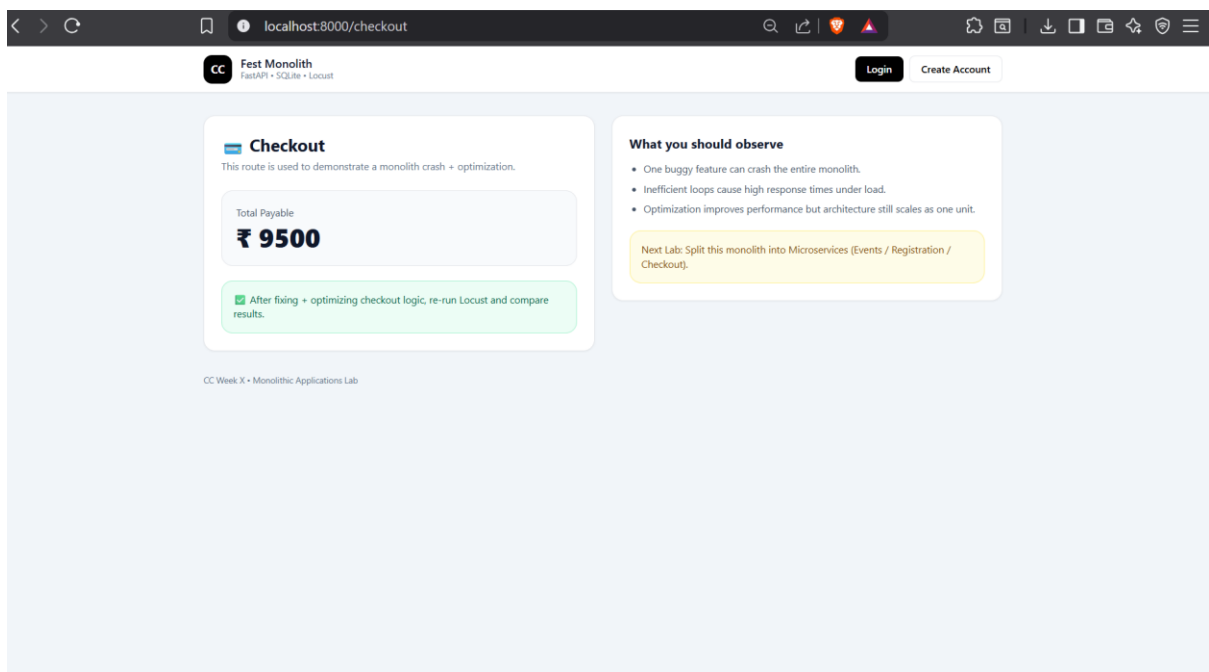 localhost:8000/checkout
CC
Fest Monolith
FastAPI • SQLite • Locust
Login
Create Account
Checkout
This route is used to demonstrate a monolith crash + optimization.
Total Payable
₹ 9500
✅ After fixing + optimizing checkout logic, re-run Locust and compare
results.
What you should observe
• One buggy feature can crash the entire monolith.
• Inefficient loops cause high response times under load.
• Optimization improves performance but architecture still scales as one unit.
Next Lab: Split this monolith into Microservices (Events / Registration /
Checkout).
CC Week X • Monolithic Applications Lab